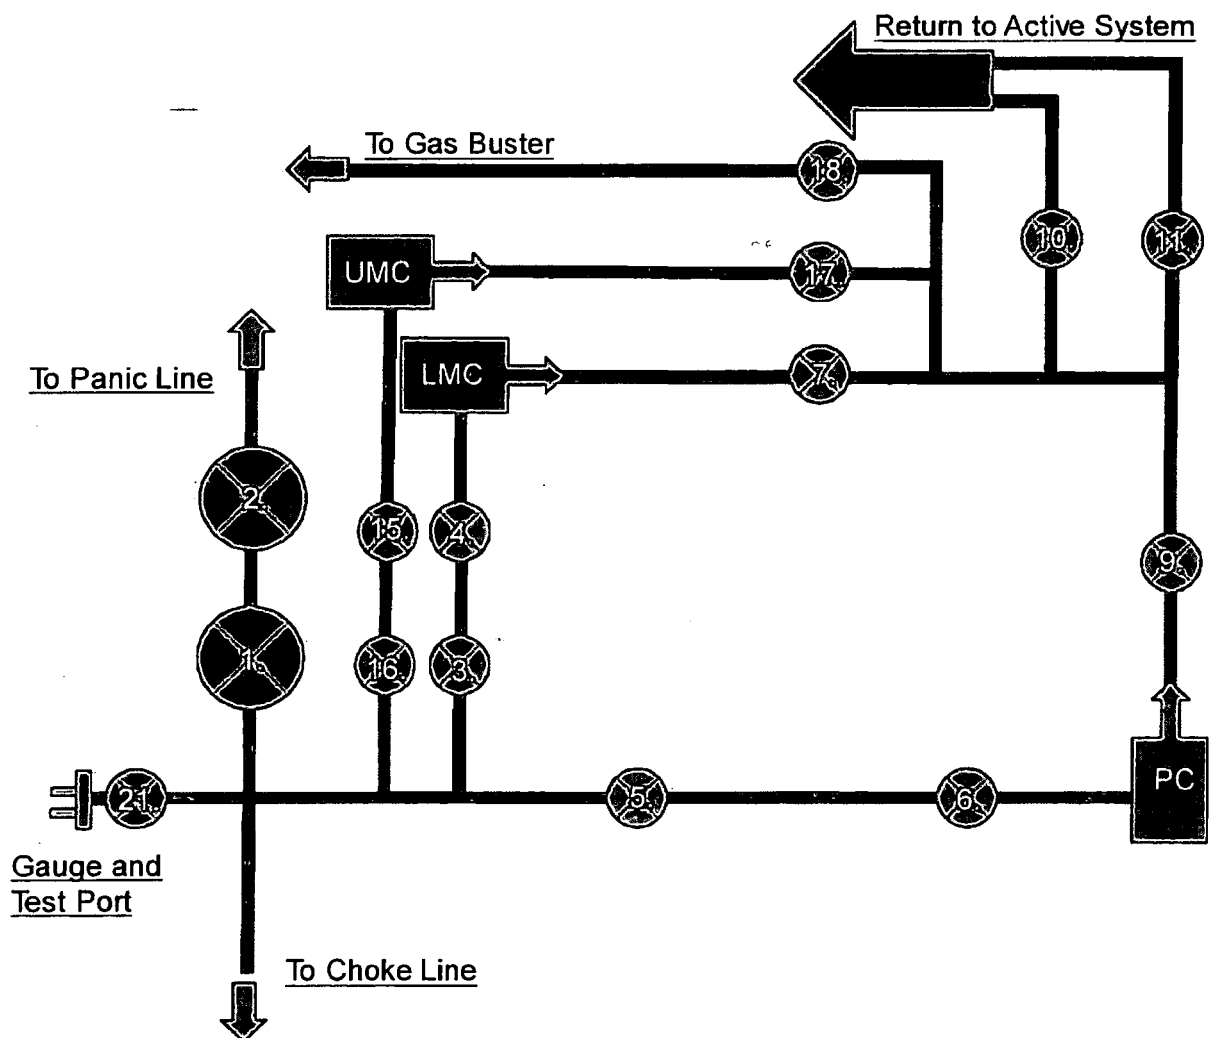 Return to Active System
To Gas Buster
18.
10.
11.
UMC
17.
To Panic Line
LMC
7.
2.
15.
4.
9.
1.
16.
3.
21.
5.
6.
PC
Gauge and
Test Port
To Choke Line